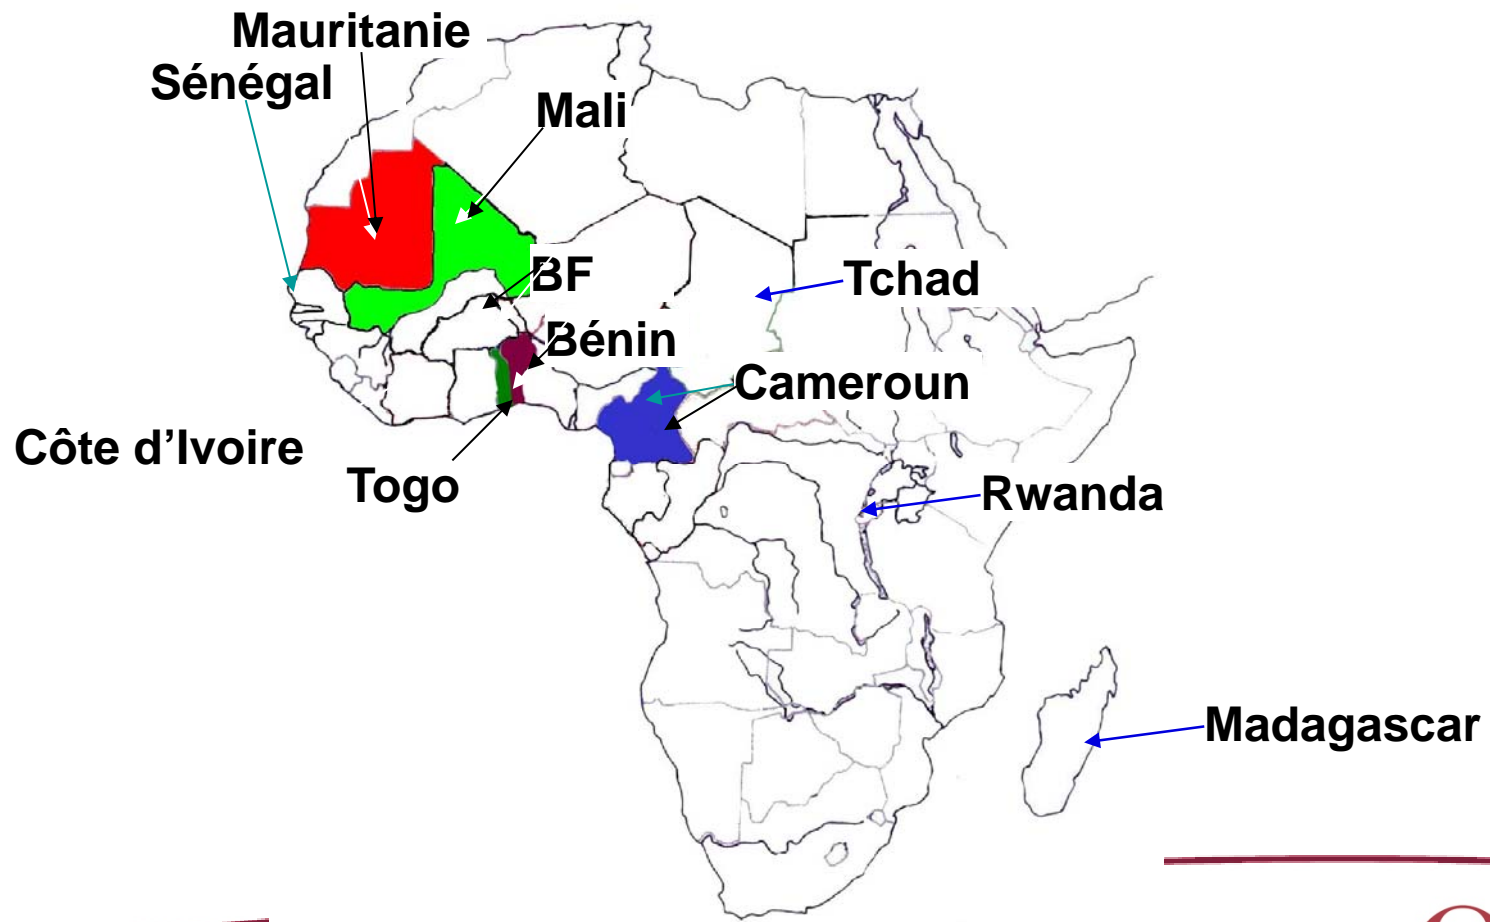 Mauritanie
Sénégal
Mali
BF
Tchad
Bénin
Cameroun
Côte d’Ivoire
Togo
Rwanda
Madagascar